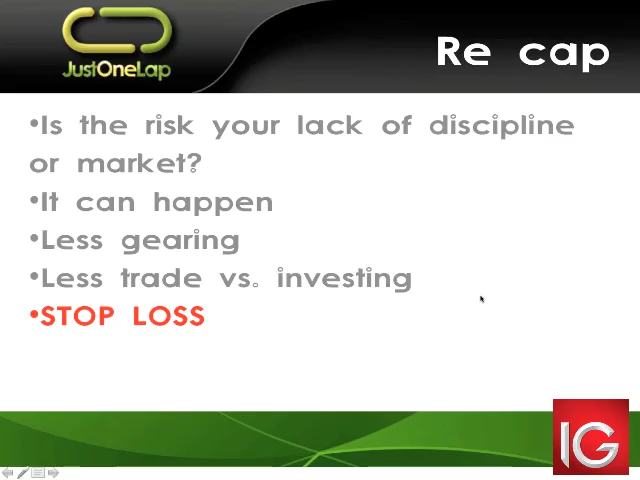 JustOneLap
Re cap
•Is the risk your lack of discipline
or market?
•It can happen
•Less gearing
•Less trade vs. investing
•STOP LOSS
IG